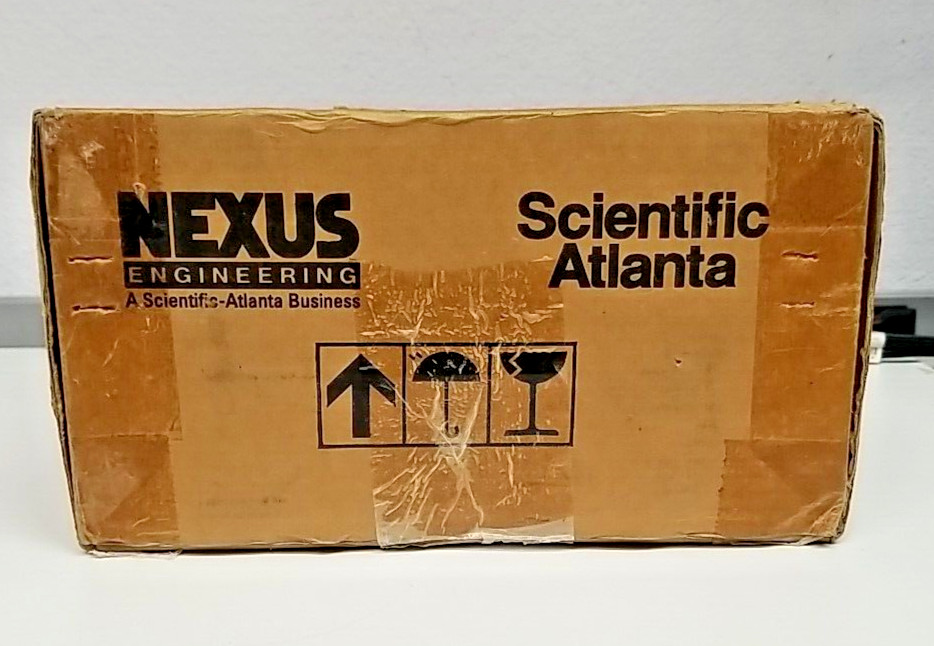 NEXUS
ENGINEERING
A Scientific-Atlanta Business
Scientific
Atlanta